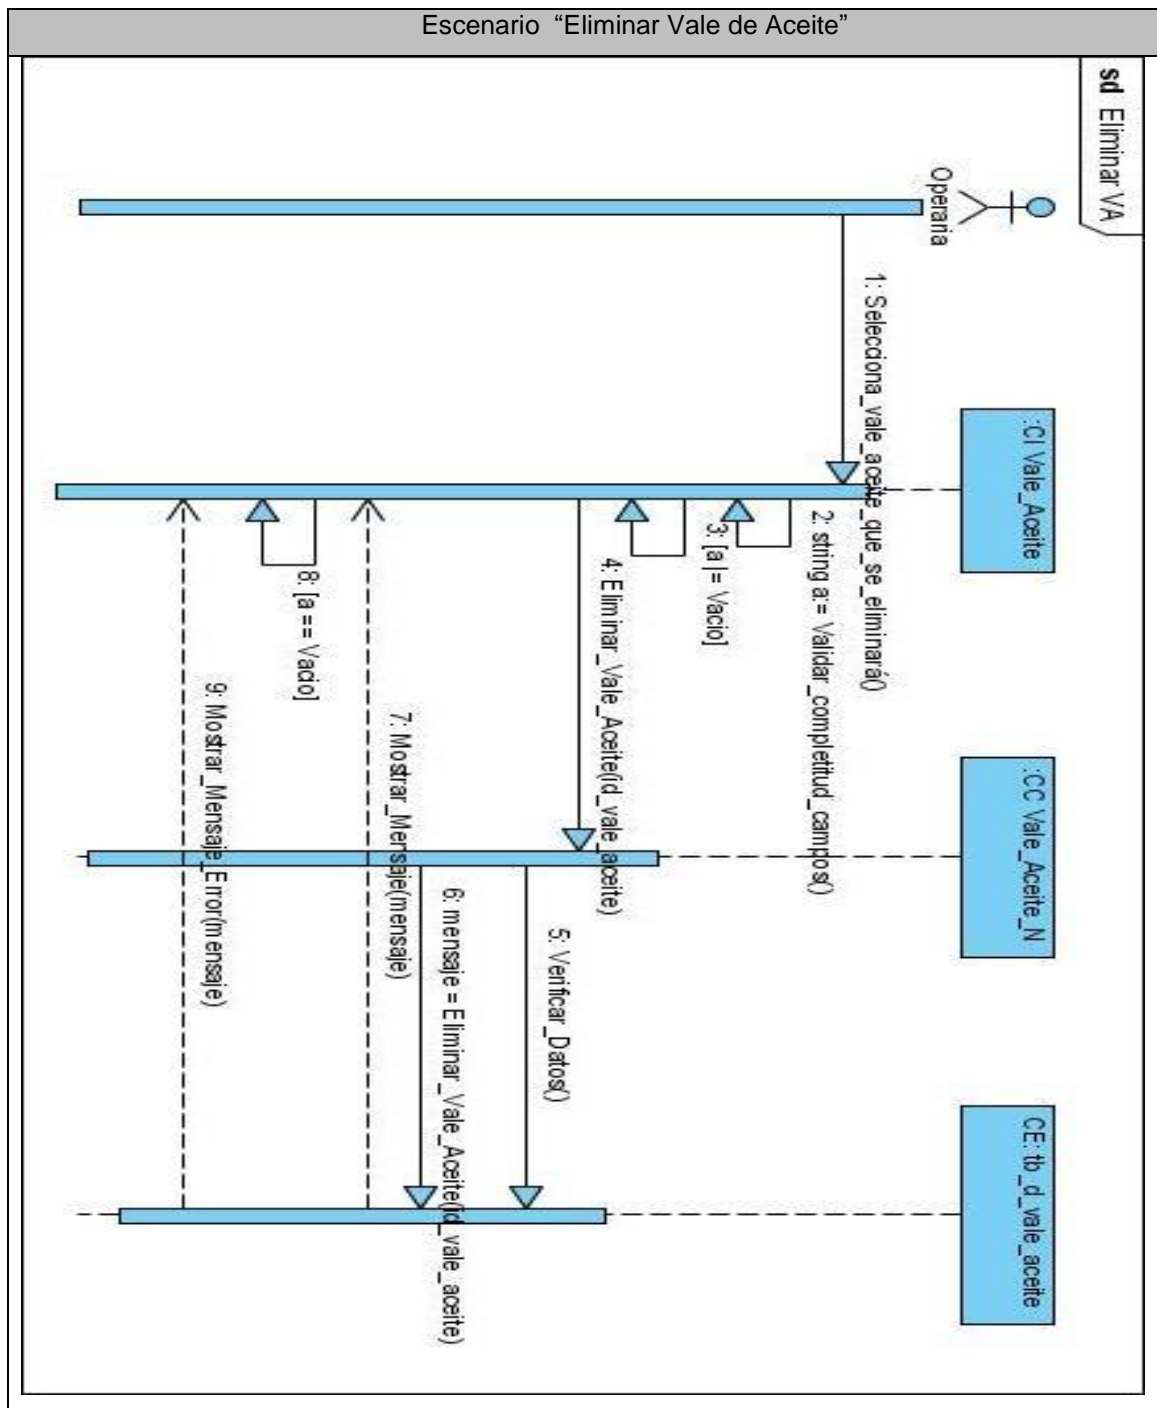 Escenario “Eliminar Vale de Aceite”
sd Eliminar VA
Operaria
:CI Vale_Aceite
:CC Vale_Aceite_N
CE: tb_d_vale_aceite
1: Selecciona_vale_aceite_que_se_eliminará()
2: string a:= Validar_completitud_campos()
3: [a |= Vacio]
4: Eliminar_Vale_Aceite(id_vale_aceite)
5: Verificar_Datos()
6: mensaje = Eliminar_Vale_Aceite(id_vale_aceite)
7: Mostrar_Mensaje(mensaje)
8: [a == Vacio]
9: Mostrar_Mensaje_Error(mensaje)